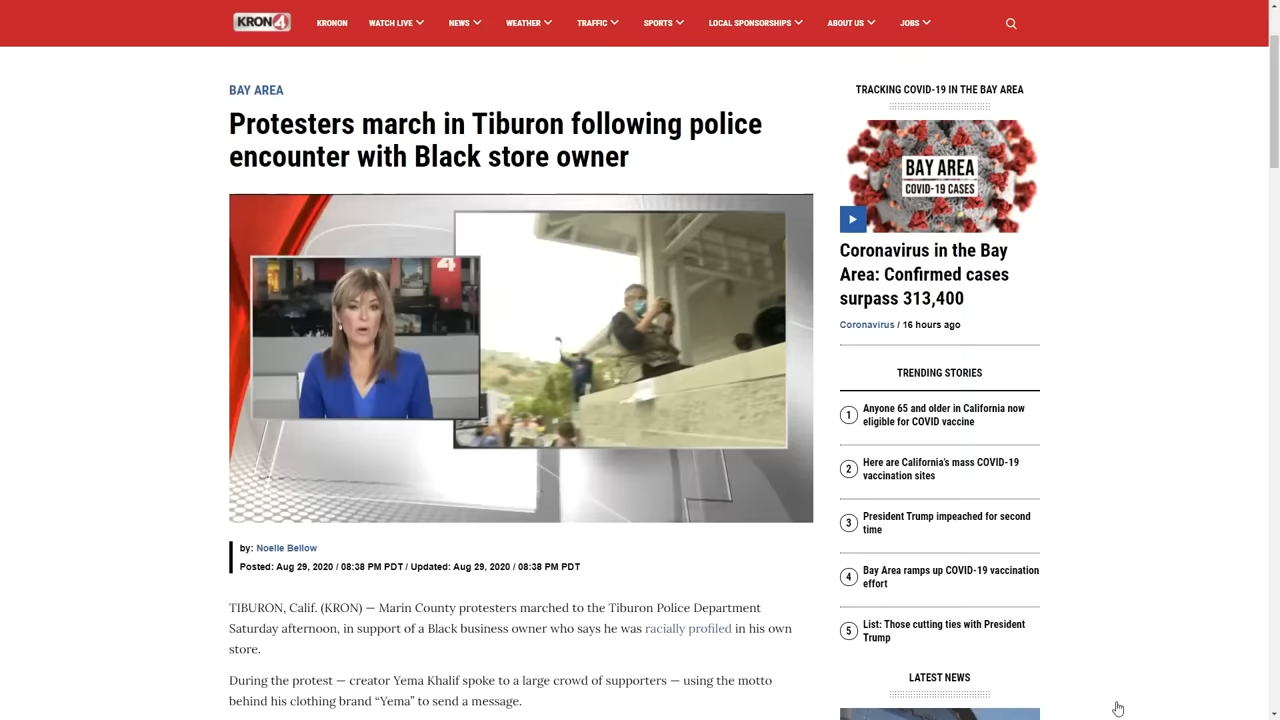 KRON4
KRONON
WATCH LIVE
NEWS
WEATHER
TRAFFIC
SPORTS
LOCAL SPONSORSHIPS
ABOUT US
JOBS
BAY AREA
Protesters march in Tiburon following police
encounter with Black store owner
4
by: Noelle Bellow
Posted: Aug 29, 2020 / 08:38 PM PDT / Updated: Aug 29, 2020 / 08:38 PM PDT
TIBURON, Calif. (KRON) — Marin County protesters marched to the Tiburon Police Department
Saturday afternoon, in support of a Black business owner who says he was racially profiled in his own
store.
During the protest — creator Yema Khalif spoke to a large crowd of supporters — using the motto
behind his clothing brand “Yema” to send a message.
TRACKING COVID-19 IN THE BAY AREA
BAY AREA
COVID-19 CASES
Coronavirus in the Bay
Area: Confirmed cases
surpass 313,400
Coronavirus / 16 hours ago
TRENDING STORIES
1 Anyone 65 and older in California now
eligible for COVID vaccine
2 Here are California's mass COVID-19
vaccination sites
3 President Trump impeached for second
time
4 Bay Area ramps up COVID-19 vaccination
effort
5 List: Those cutting ties with President
Trump
LATEST NEWS